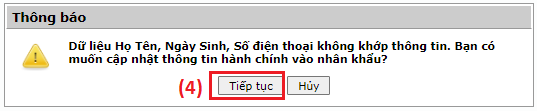 Thông báo
Dữ liệu Họ Tên, Ngày Sinh, Số điện thoại không khớp thông tin. Bạn có
muốn cập nhật thông tin hành chính vào nhân khẩu?
(4) Tiếp tục Hủy